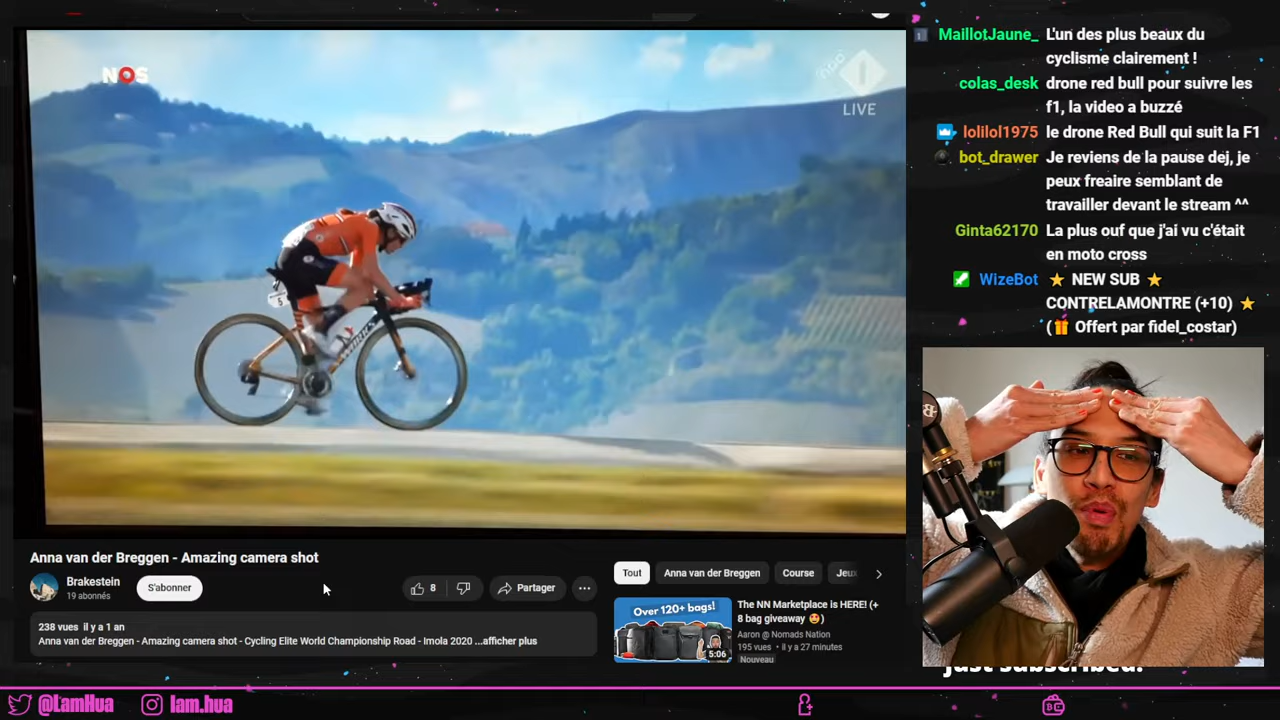 NOS
npo 1
LIVE
Anna van der Breggen - Amazing camera shot
Brakestein
19 abonnés
S'abonner
8
Partager
238 vues il y a 1 an
Anna van der Breggen - Amazing camera shot - Cycling Elite World Championship Road - Imola 2020 ...afficher plus
Tout
Anna van der Breggen
Course
Jeux
Over 120+ bags!
5:06
The NN Marketplace is HERE! (+
8 bag giveaway 🤩)
Aaron @ Nomads Nation
195 vues • il y a 27 minutes
Nouveau
MaillotJaune_ L'un des plus beaux du
cyclisme clairement !
colas_desk drone red bull pour suivre les
f1, la video a buzzé
lolilol1975 le drone Red Bull qui suit la F1
bot_drawer Je reviens de la pause dej, je
peux freaire semblant de
travailler devant le stream ^^
Ginta62170 La plus ouf que j'ai vu c'était
en moto cross
WizeBot ⭐ NEW SUB ⭐
CONTRELAMONTRE (+10) ⭐
(🎁 Offert par fidel_costar)
just subscribed!
@LamHua
lam.hua